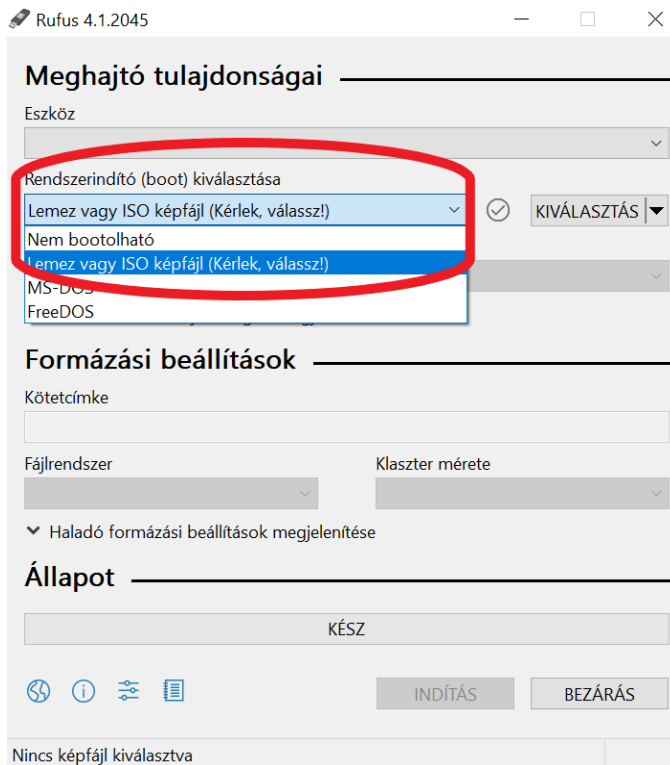 Rufus 4.1.2045
Meghajtó tulajdonságai
Eszköz
Rendszerindító (boot) kiválasztása
Lemez vagy ISO képfájl (Kérlek, válassz!)
KIVÁLASZTÁS
Nem bootolható
Lemez vagy ISO képfájl (Kérlek, válassz!)
MS-DOS
FreeDOS
Formázási beállítások
Kötetcímke
Fájlrendszer Klaszter mérete
Haladó formázási beállítások megjelenítése
Állapot
KÉSZ
INDÍTÁS BEZÁRÁS
Nincs képfájl kiválasztva